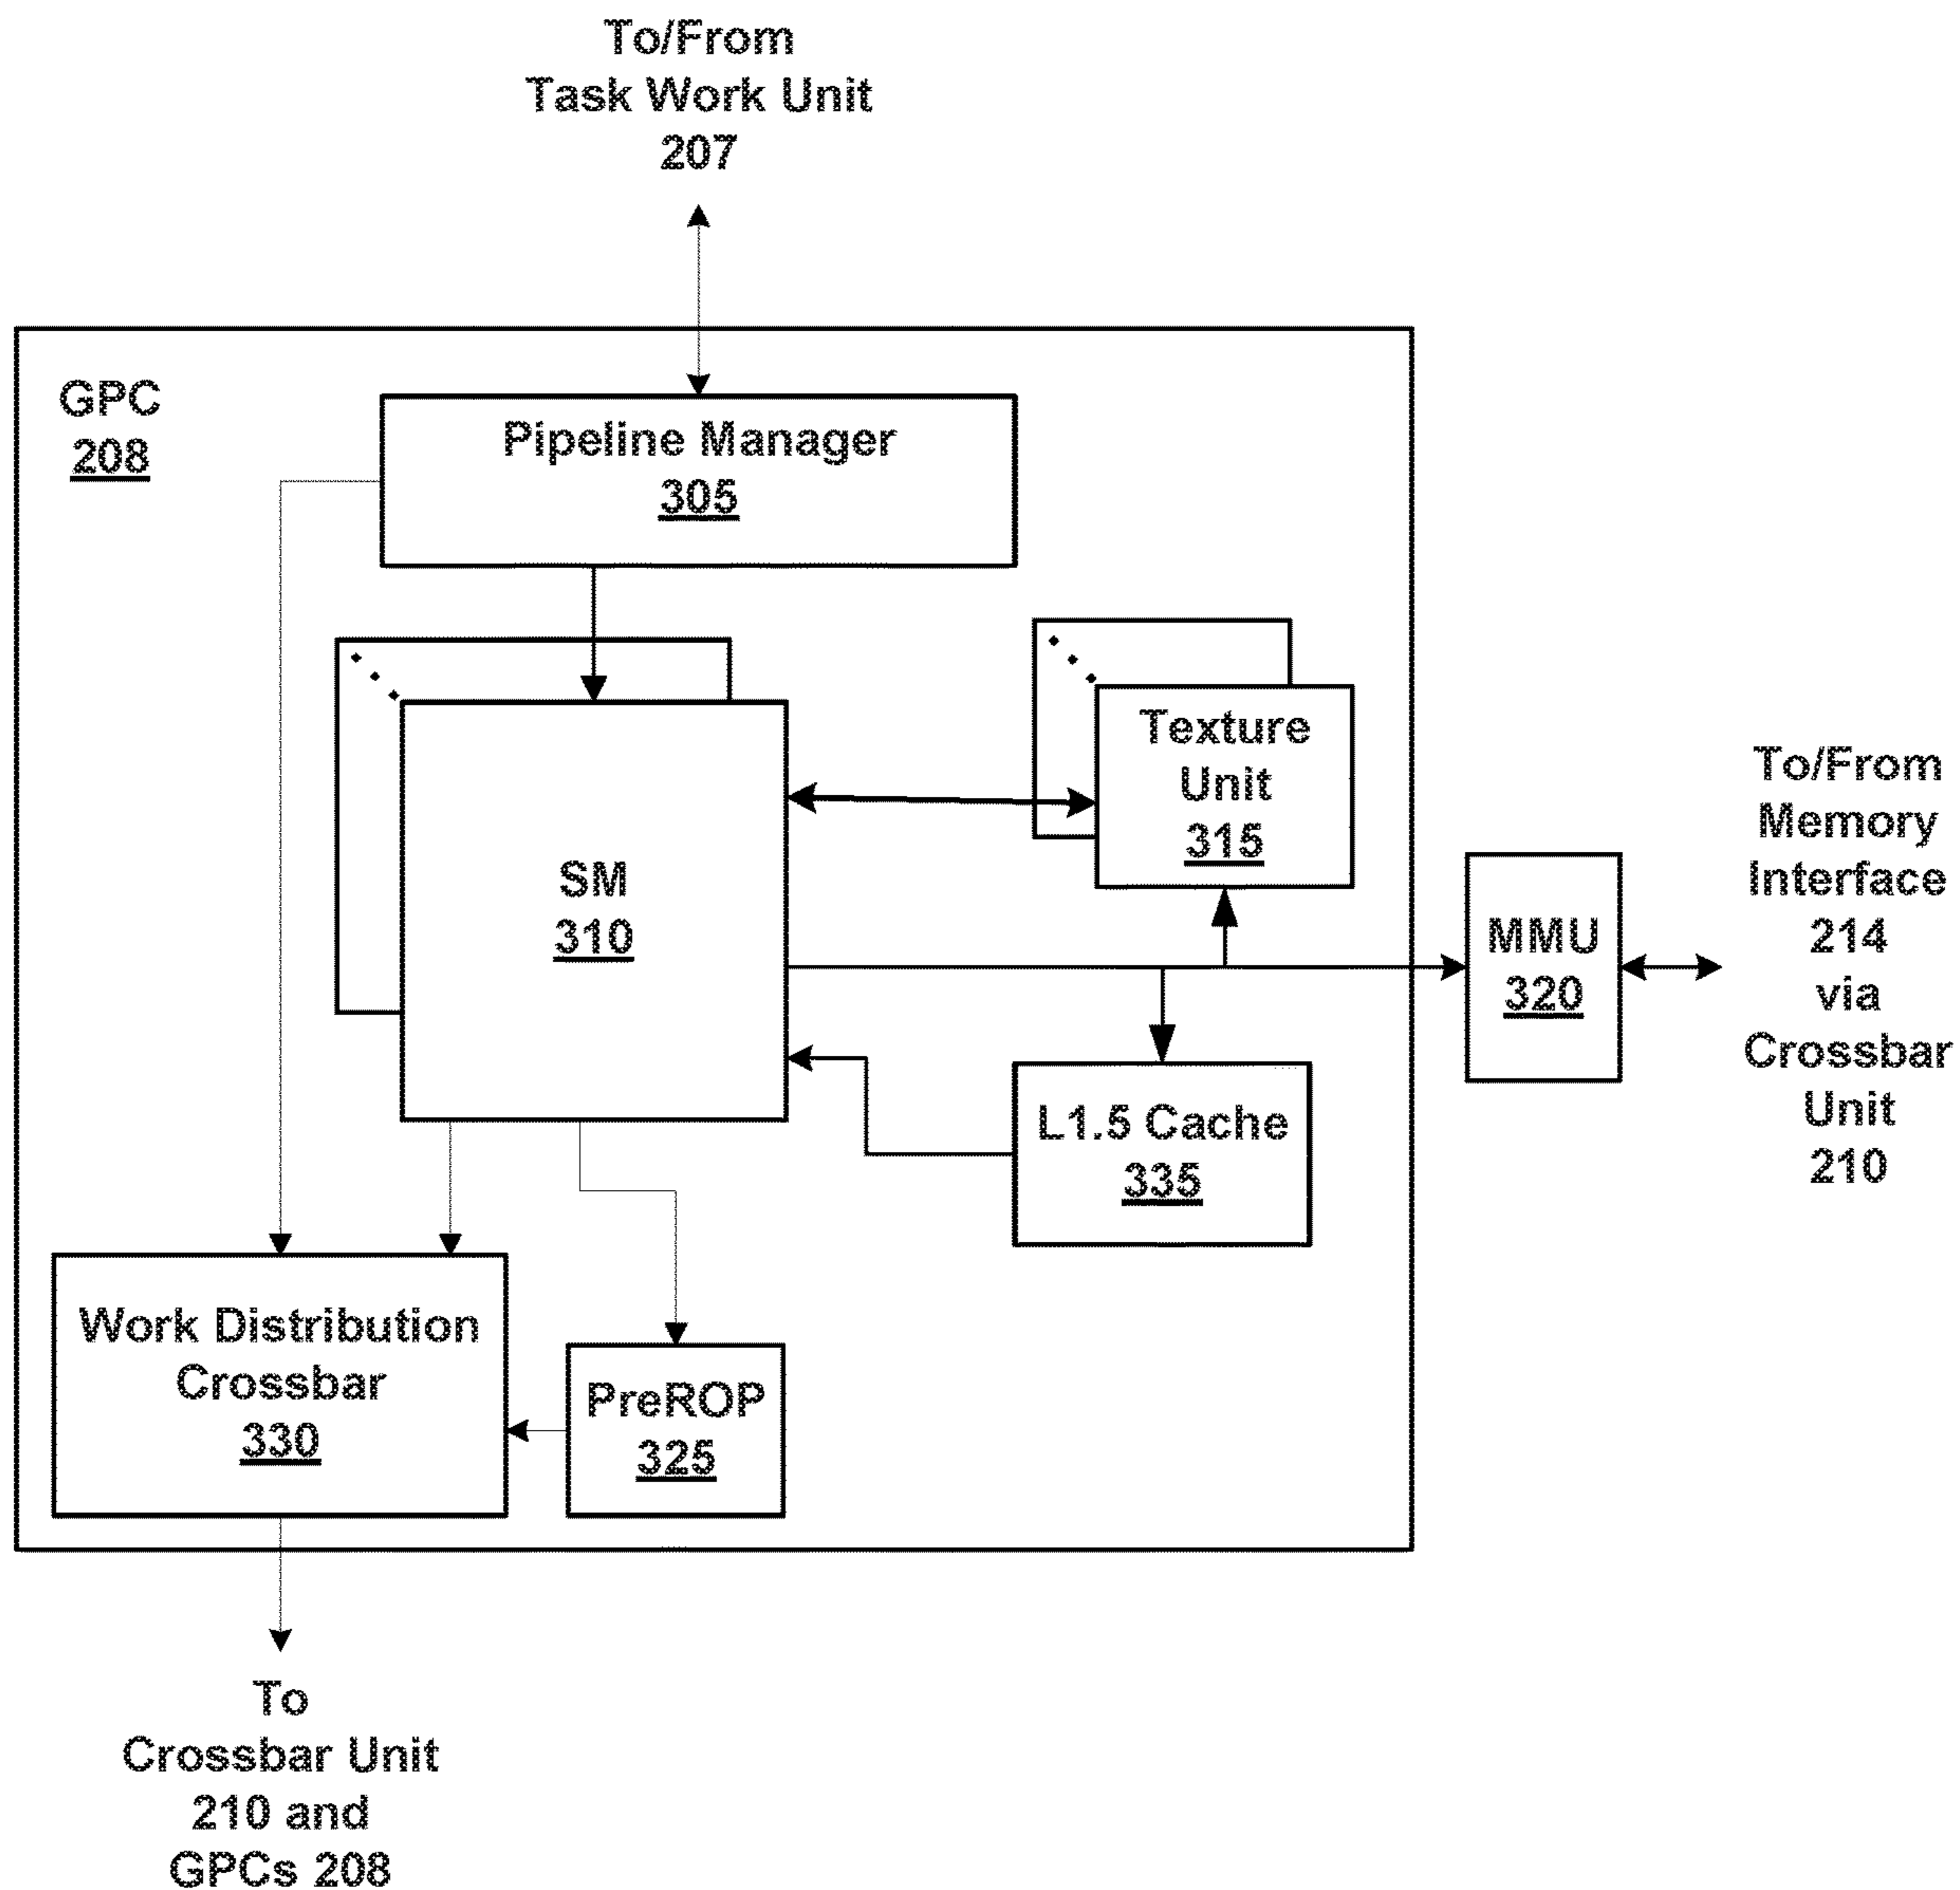 To/From
Task Work Unit
207
GPC
208
Pipeline Manager
305
Texture
Unit
315
SM
310
To/From
Memory
Interface
214
via
Crossbar
Unit
210
MMU
320
L1.5 Cache
335
Work Distribution
Crossbar
330
PreROP
325
To
Crossbar Unit
210 and
GPCs 208